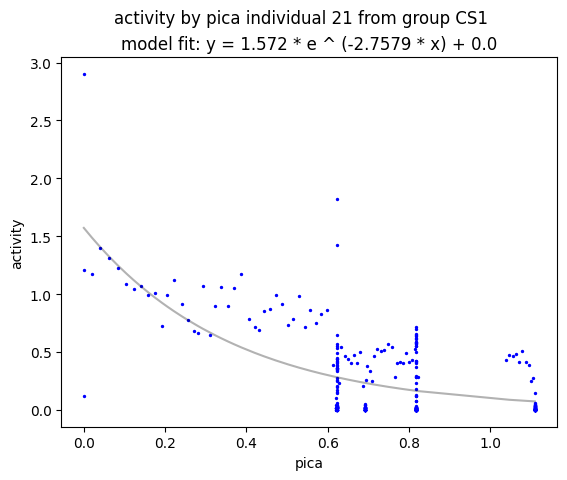 activity by pica individual 21 from group CS1
model fit: y = 1.572 * e ^ (-2.7579 * x) + 0.0
3.0
2.5
2.0
1.5
1.0
0.5
0.0
activity
0.0 0.2 0.4 0.6 0.8 1.0
pica